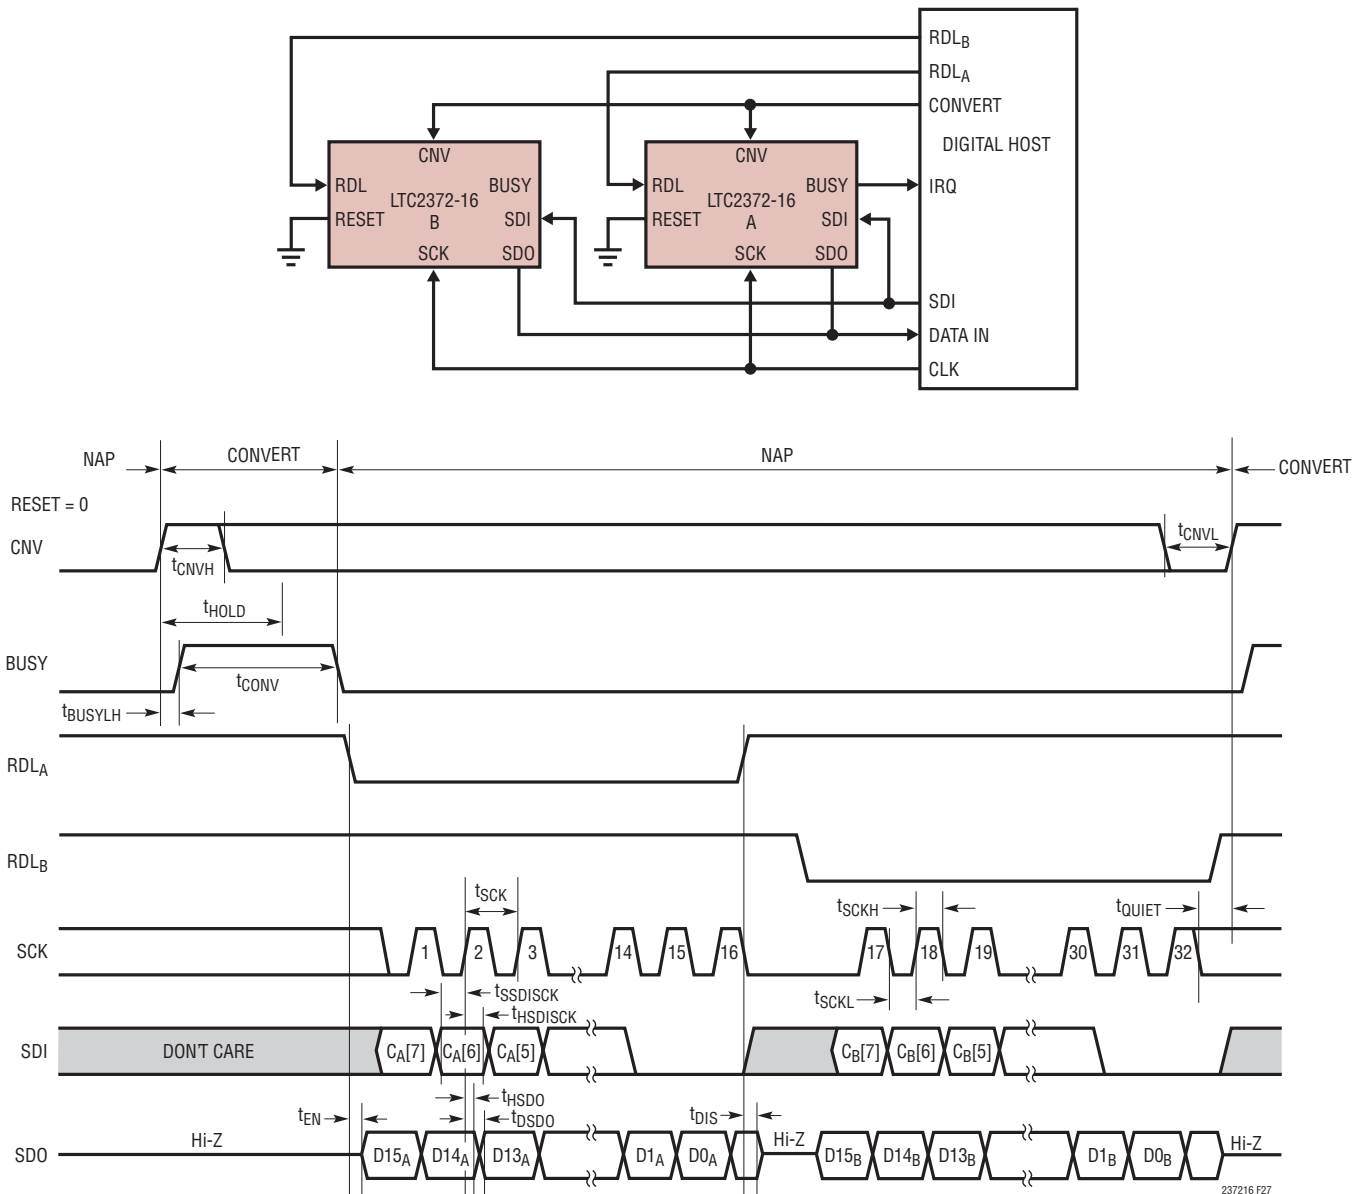 RDLB
RDLA
CONVERT
DIGITAL HOST
CNV
CNV
RDL
BUSY
RDL
BUSY
IRQ
LTC2372-16
B
LTC2372-16
A
RESET
SDI
RESET
SDI
SCK
SDO
SCK
SDO
SDI
DATA IN
CLK
NAP
CONVERT
NAP
CONVERT
RESET = 0
CNV
tCNVH
tCNVL
tHOLD
BUSY
tCONV
tBUSYLH
RDLA
RDLB
tSCK
tSCKH
tQUIET
SCK
1
2
3
14
15
16
17
18
19
30
31
32
tSSDISCK
tSCKL
tHSDISCK
SDI
DON'T CARE
CA[7]
CA[6]
CA[5]
CB[7]
CB[6]
CB[5]
tHSDO
tEN
tDSDO
tDIS
SDO
Hi-Z
D15A
D14A
D13A
D1A
D0A
Hi-Z
D15B
D14B
D13B
D1B
D0B
Hi-Z
237216 F27